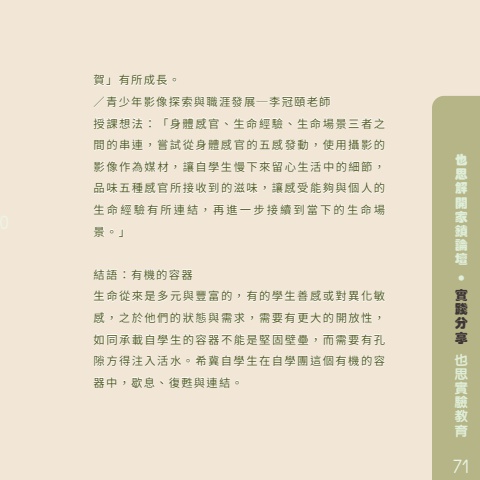 賀」有所成長。
／青少年影像探索與職涯發展─李冠頤老師
授課想法：「身體感官、生命經驗、生命場景三者之
間的串連，嘗試從身體感官的五感發動，使用攝影的
影像作為媒材，讓自學生慢下來留心生活中的細節，
品味五種感官所接收到的滋味，讓感受能夠與個人的
生命經驗有所連結，再進一步接續到當下的生命場
景。」
結語：有機的容器
生命從來是多元與豐富的，有的學生善感或對異化敏
感，之於他們的狀態與需求，需要有更大的開放性，
如同承載自學生的容器不能是堅固壁壘，而需要有孔
隙方得注入活水。希冀自學生在自學團這個有機的容
器中，歇息、復甦與連結。
也思解開家鎖論壇 • 實踐分享 也思實驗教育
71